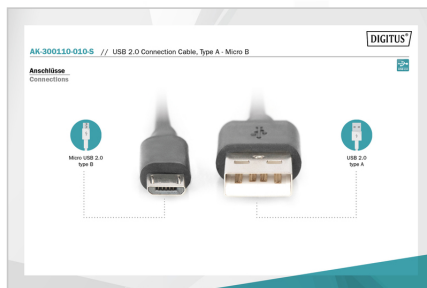 DIGITUS®
AK-300110-010-S // USB 2.0 Connection Cable, Type A - Micro B
Anschlüsse
Connections
Micro USB 2.0
type B
USB 2.0
type A